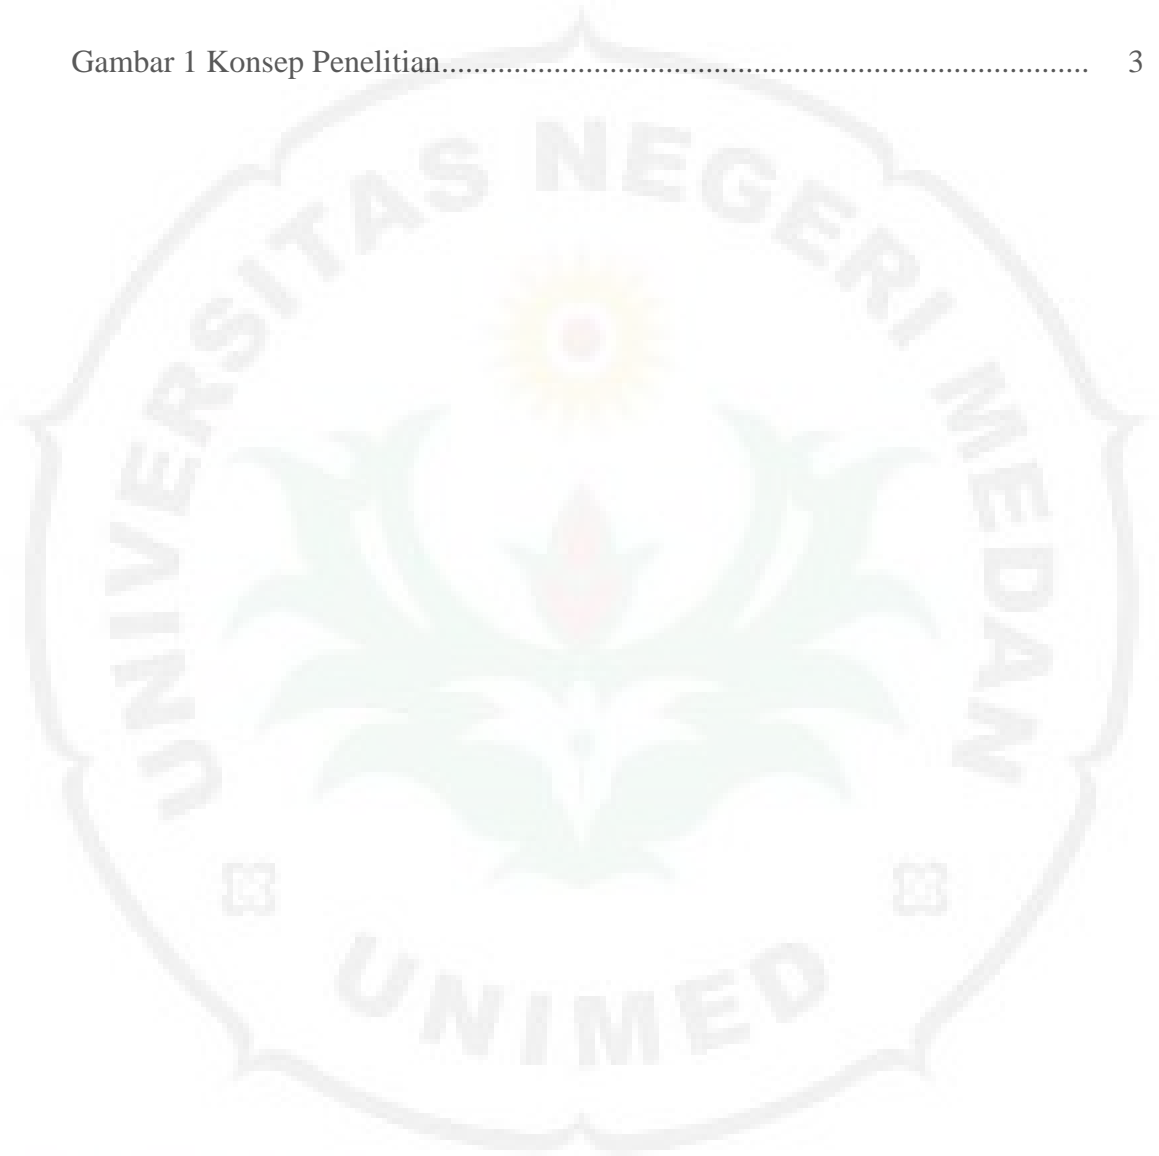 Gambar 1 Konsep Penelitian................................................................................. 3
UNIVERSITAS NEGERI MEDAN
UNIMED